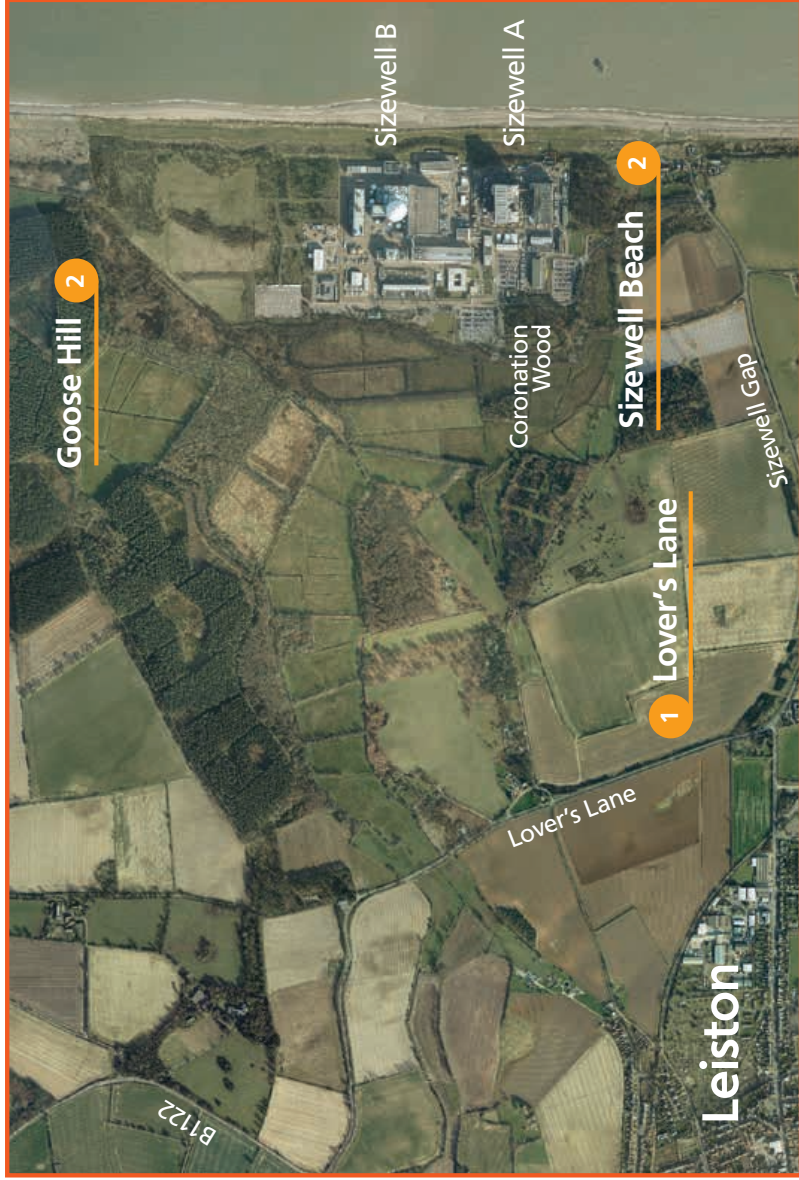 Goose Hill 2
B1122
Sizewell B
Sizewell A
Coronation
Wood
Lover's Lane
Sizewell Beach 2
1 Lover's Lane
Leiston
Sizewell Gap